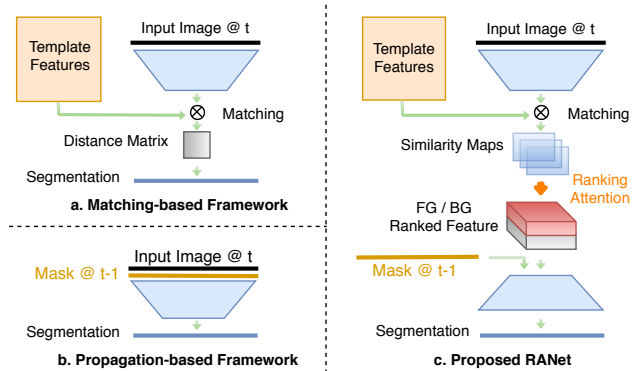 Input Image @ t
Template
Features
Matching
Distance Matrix
Segmentation
a. Matching-based Framework
Input Image @ t
Mask @ t-1
Segmentation
b. Propagation-based Framework
Input Image @ t
Template
Features
Matching
Similarity Maps
Ranking
Attention
FG / BG
Ranked Feature
Mask @ t-1
Segmentation
c. Proposed RANet